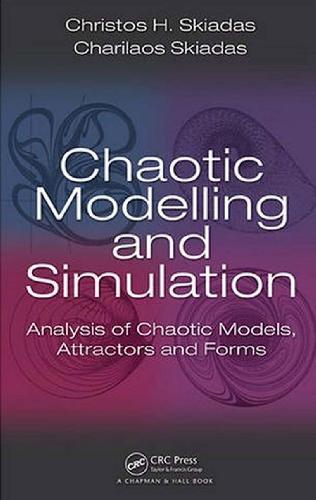 Christos H. Skiadas
Charilaos Skiadas
Chaotic
Modelling
and
Simulation
Analysis of Chaotic Models,
Attractors and Forms
CRC
CRC Press
Taylor & Francis Group
A CHAPMAN & HALL BOOK